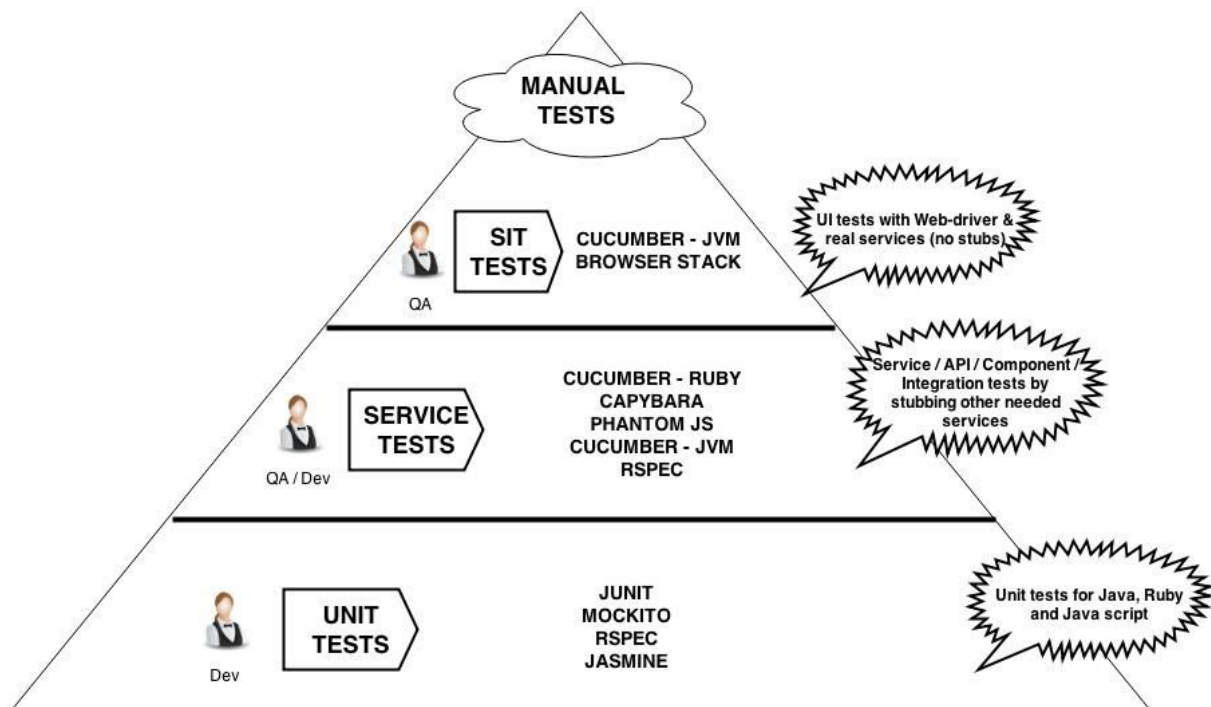 MANUAL
TESTS
SIT
TESTS
QA
CUCUMBER - JVM
BROWSER STACK
UI tests with Web-driver &
real services (no stubs)
SERVICE
TESTS
QA / Dev
CUCUMBER - RUBY
CAPYBARA
PHANTOM JS
CUCUMBER - JVM
RSPEC
Service / API / Component /
Integration tests by
stubbing other needed
services
UNIT
TESTS
Dev
JUNIT
MOCKITO
RSPEC
JASMINE
Unit tests for Java, Ruby
and Java script